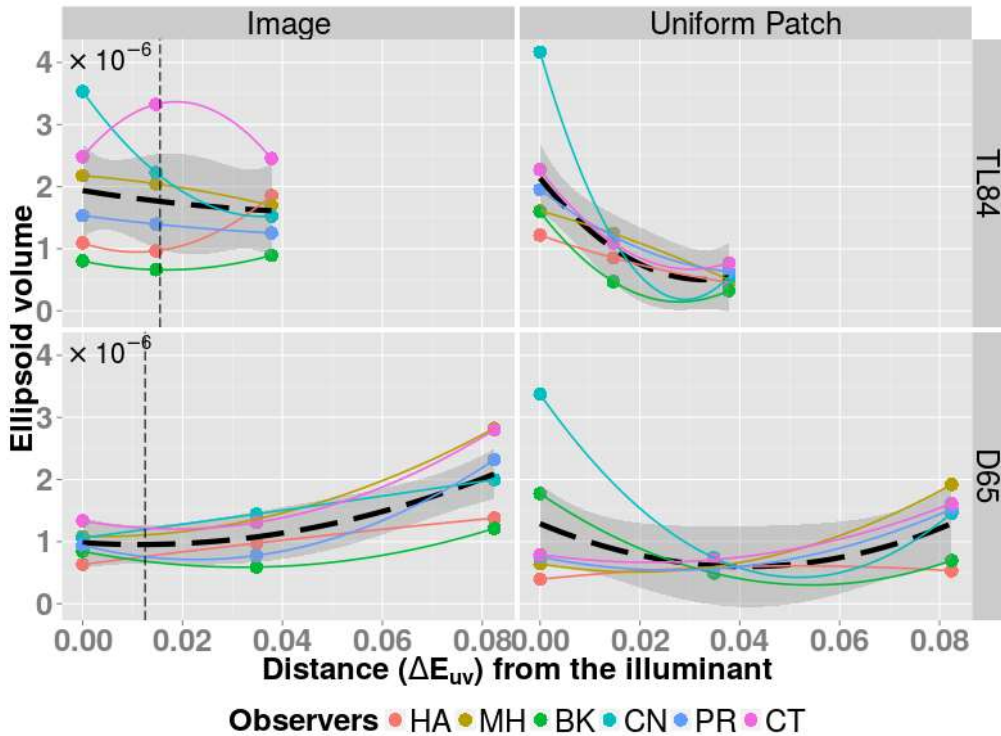 Image
Uniform Patch
× 10⁻⁶
4
3
2
1
0
TL84
× 10⁻⁶
4
3
2
1
0
D65
Ellipsoid volume
0.00 0.02 0.04 0.06 0.08
0.00 0.02 0.04 0.06 0.08
Distance (ΔEuv) from the illuminant
Observers HA MH BK CN PR CT